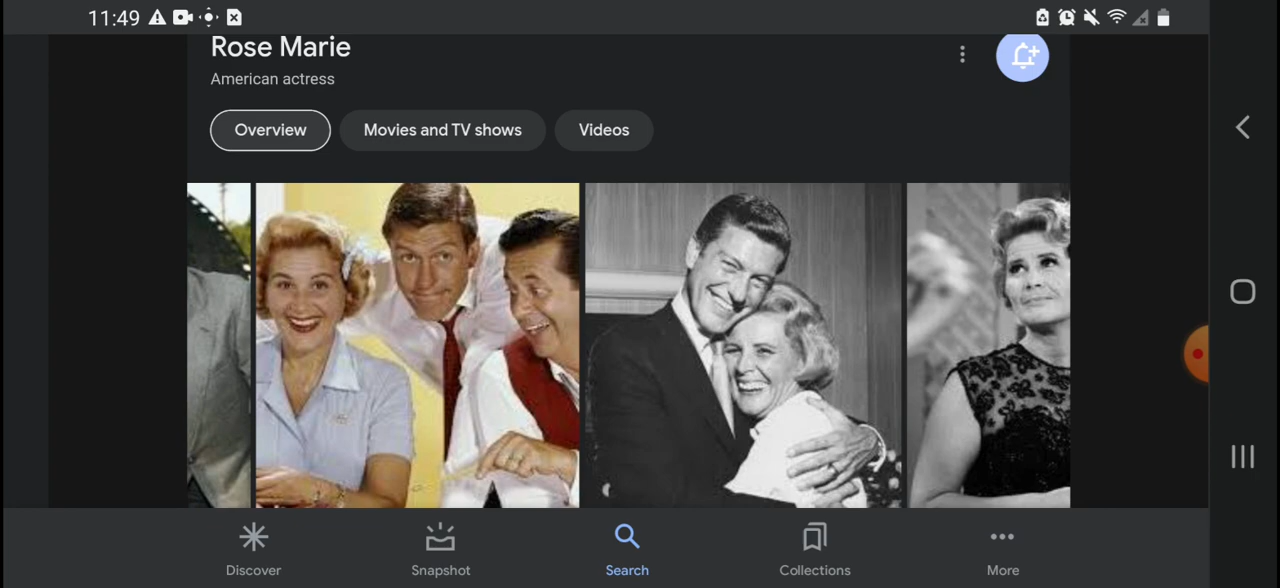 11:49
Rose Marie
American actress
Overview
Movies and TV shows
Videos
Discover
Snapshot
Search
Collections
More